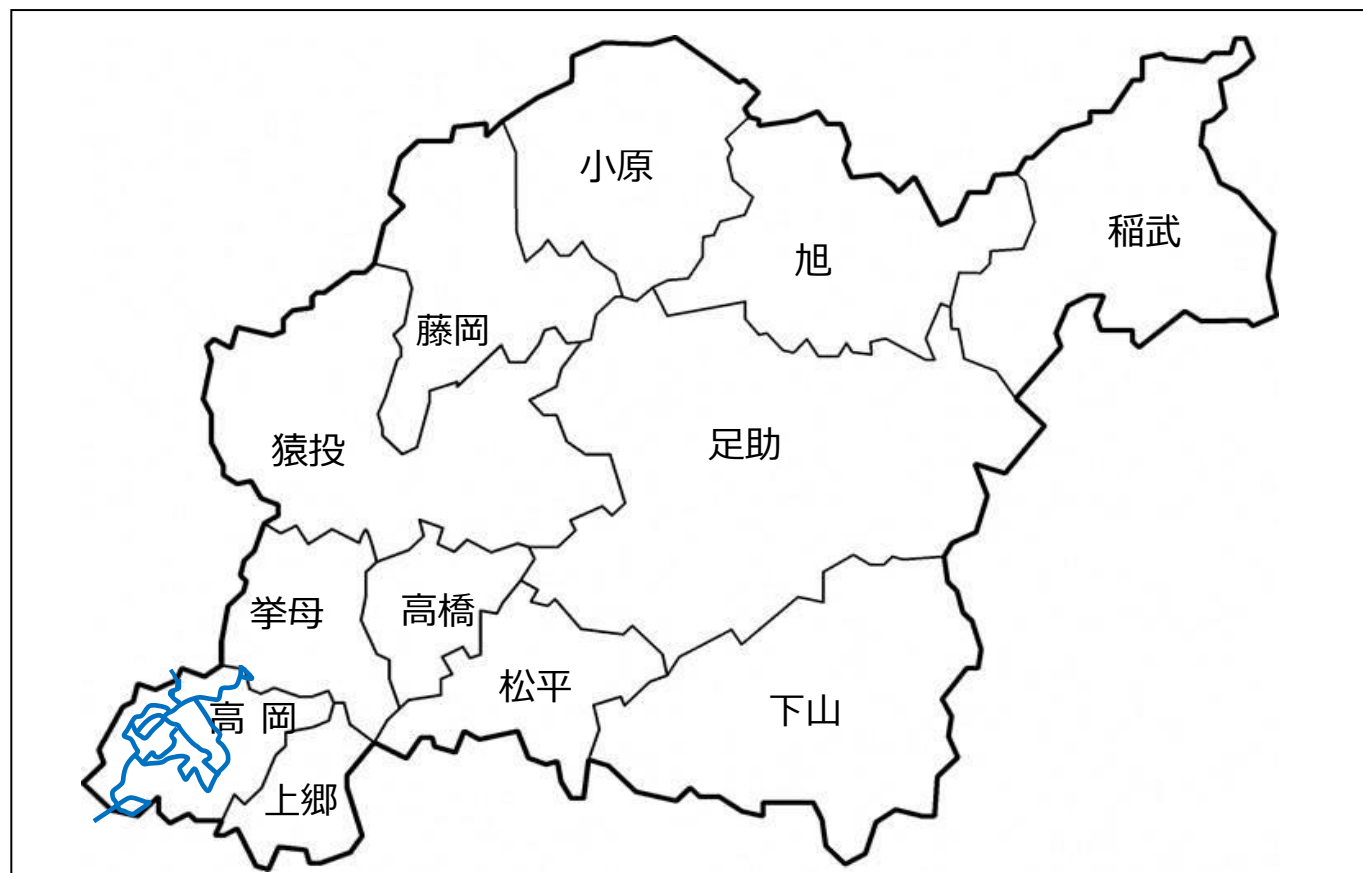 小原
稲武
旭
藤岡
足助
猿投
挙母
高橋
松平
下山
高 岡
上郷